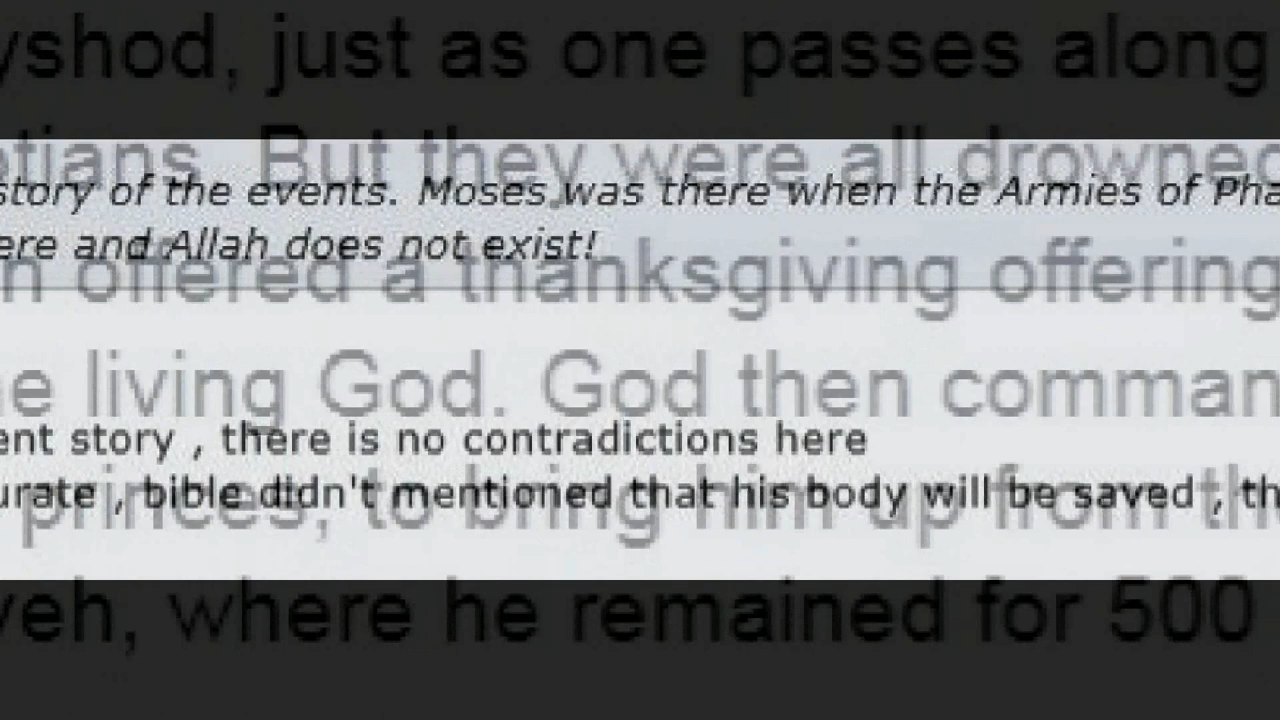 yshod, just as one passes along
tians. But they were all drowned
story of the events. Moses was there when the Armies of Pha
ere and Allah does not exist!
n offered a thanksgiving offering
e living God. God then comman
ent story , there is no contradictions here
urate , bible didn't mentioned that his body will be saved , th
princes, to bring him up from th
veh, where he remained for 500